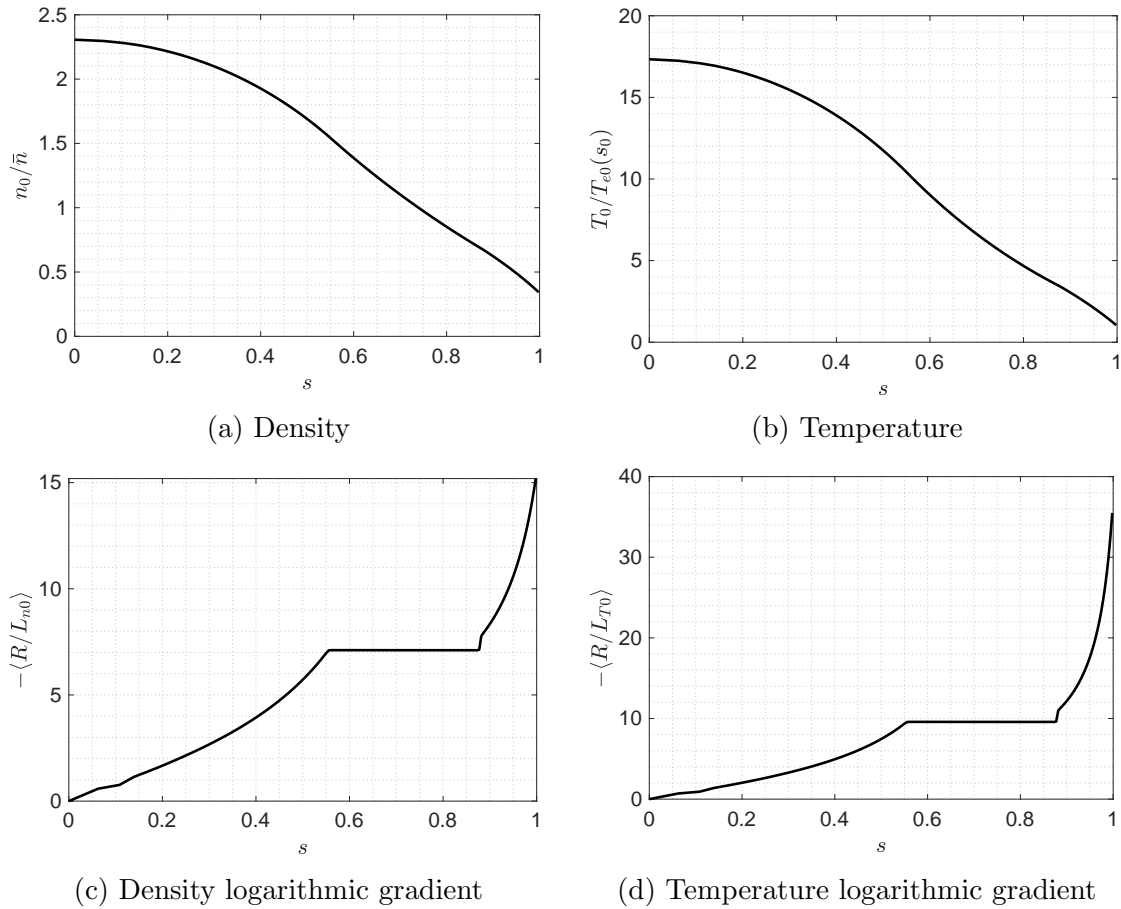 2.5
2
1.5
1
0.5
0
0 0.2 0.4 0.6 0.8 1
n₀/n̄
s
(a) Density
20
15
10
5
0
0 0.2 0.4 0.6 0.8 1
T₀/Tₑ₀(s₀)
s
(b) Temperature
15
10
5
0
0 0.2 0.4 0.6 0.8 1
−⟨R/Lₙ₀⟩
s
(c) Density logarithmic gradient
40
30
20
10
0
0 0.2 0.4 0.6 0.8 1
−⟨R/L_{T0}⟩
s
(d) Temperature logarithmic gradient